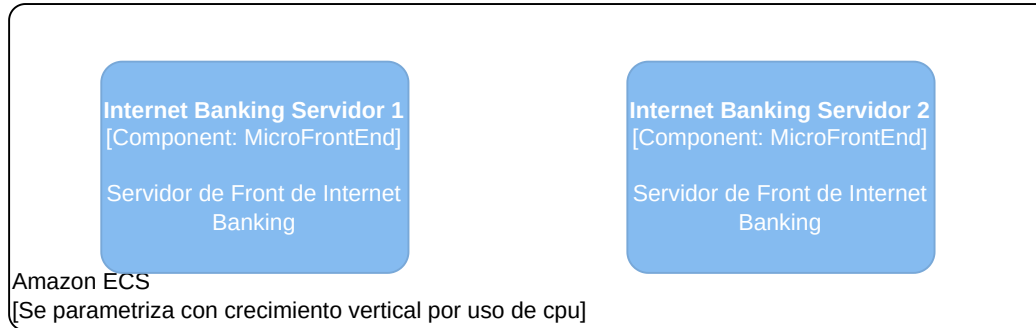 Internet Banking Servidor 1
[Component: MicroFrontEnd]
Servidor de Front de Internet
Banking
Internet Banking Servidor 2
[Component: MicroFrontEnd]
Servidor de Front de Internet
Banking
Amazon ECS
[Se parametriza con crecimiento vertical por uso de cpu]